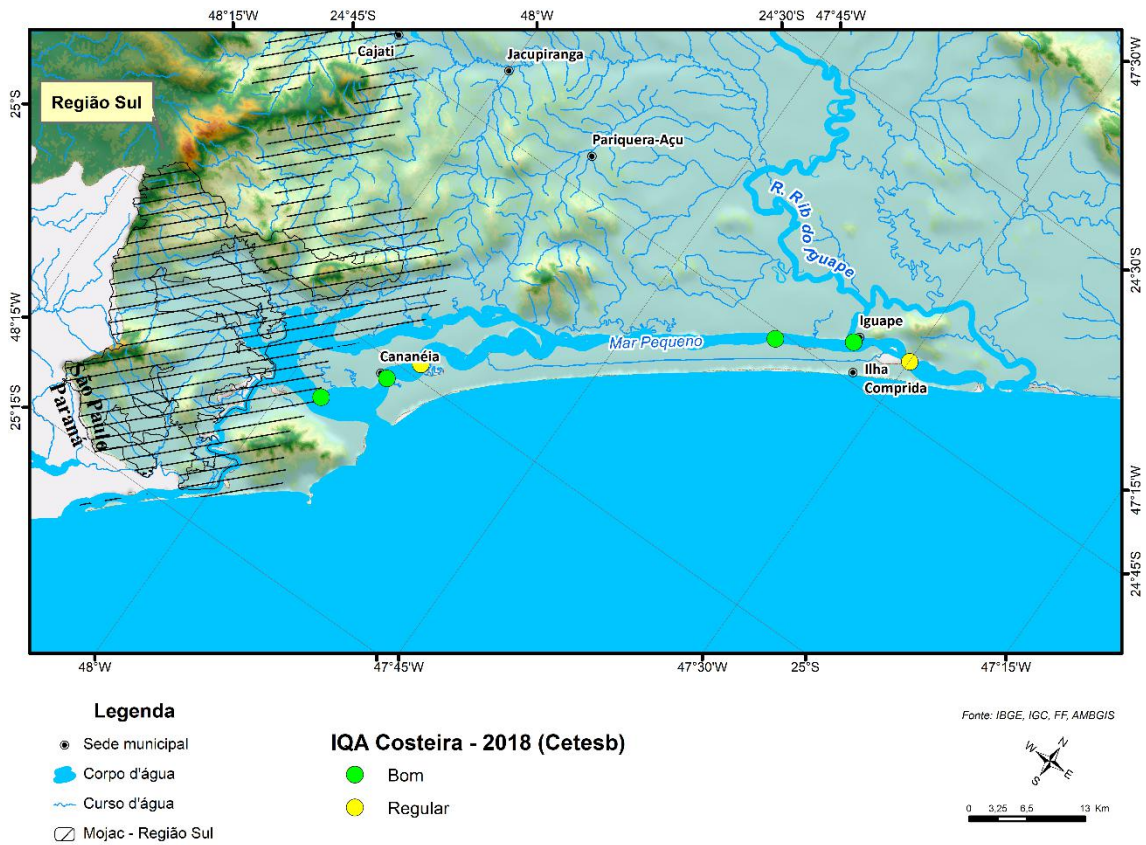 48°15'W
24°45'S
48°W
24°30'S
47°45'W
47°30'W
25°S
Região Sul
Cajati
Jacupiranga
Pariquera-Açu
R. Rib do Iguape
24°30'S
48°15'W
Iguape
Mar Pequeno
Cananéia
Ilha
Comprida
São Paulo
Paraná
25°15'S
47°15'W
24°45'S
48°W
47°45'W
47°30'W
25°S
47°15'W
Legenda
Sede municipal
Corpo d'água
Curso d'água
Mojac - Região Sul
IQA Costeira - 2018 (Cetesb)
Bom
Regular
Fonte: IBGE, IGC, FF, AMBGIS
N
E
S
W
0 3,25 6,5 13 Km